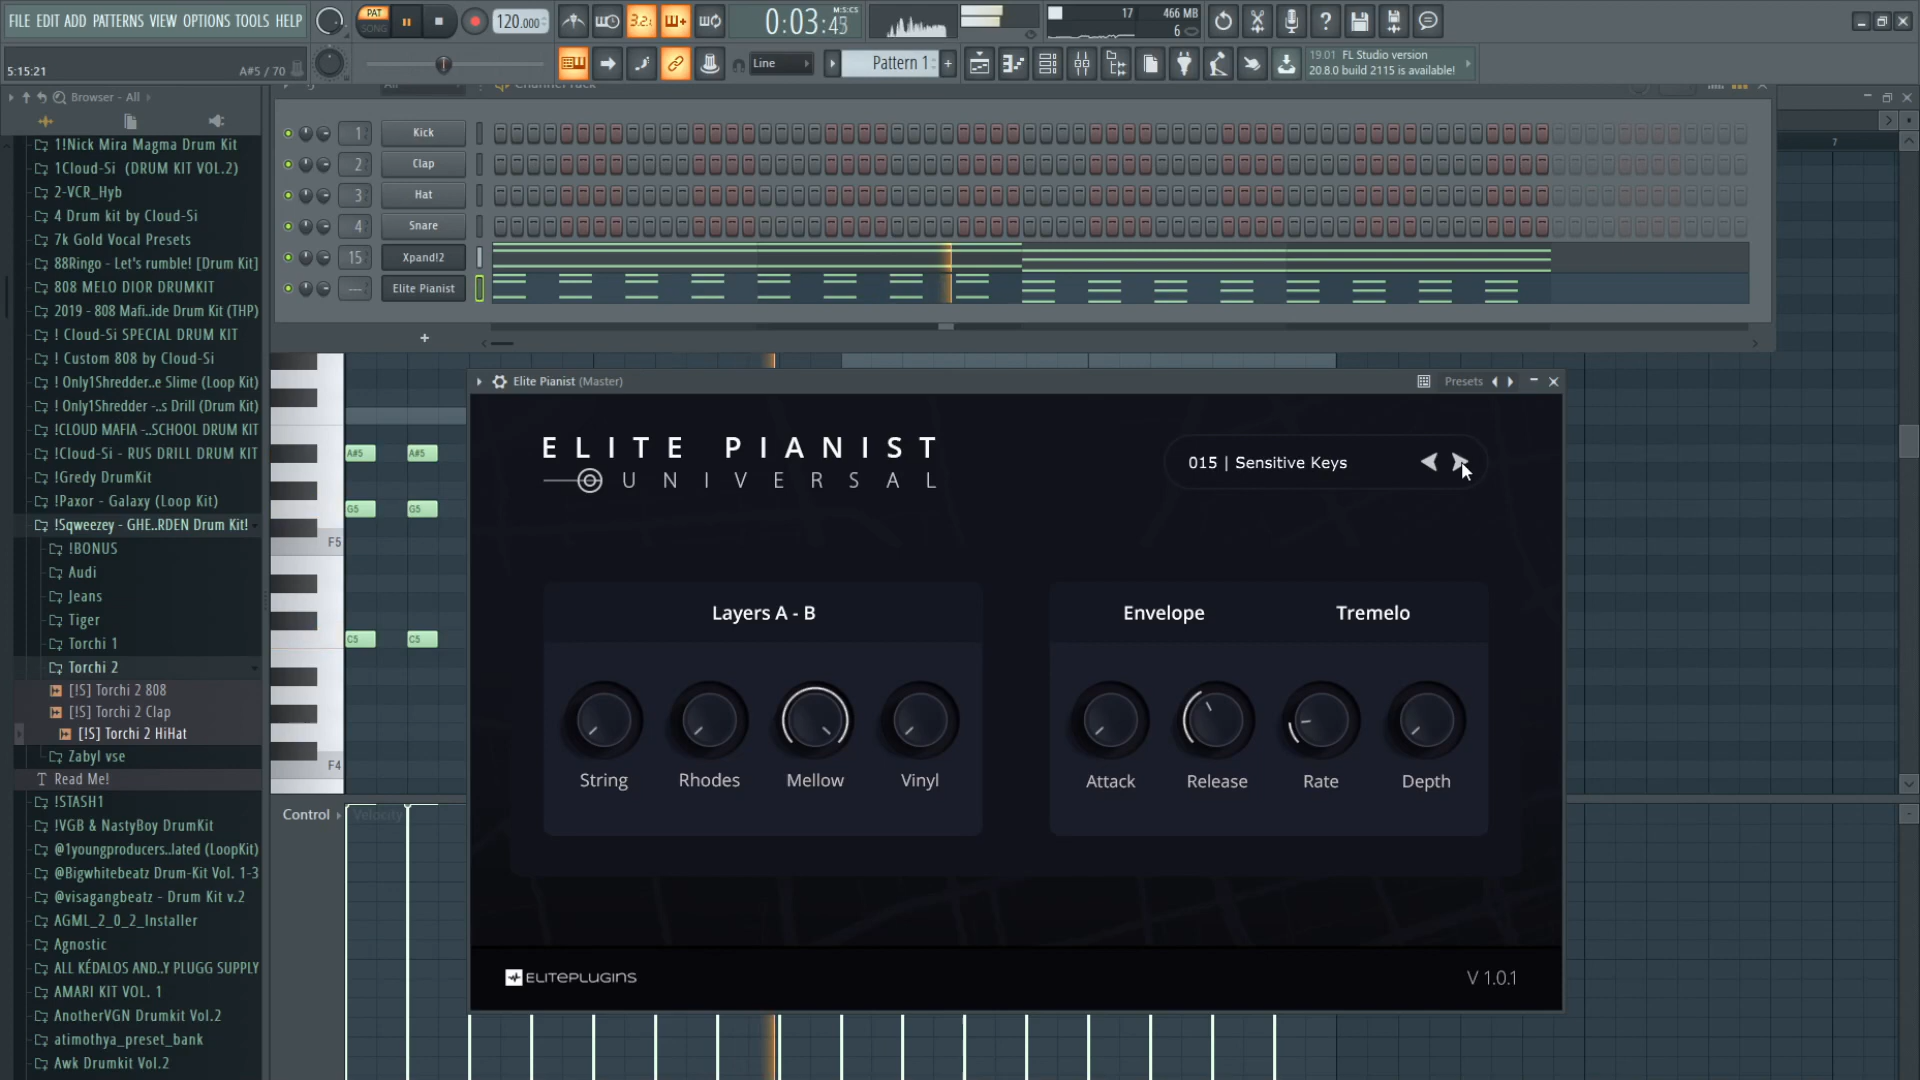 FILE EDIT ADD PATTERNS VIEW OPTIONS TOOLS HELP
PAT
SONG
120.000
3.2.
0:03:45
M:S:CS
17
466 MB
6
5:15:21
A#5 / 70
Line
Pattern 1
19.01 FL Studio version
20.8.0 build 2115 is available!
Browser - All
7
1!Nick Mira Magma Drum Kit
1Cloud-Si (DRUM KIT VOL.2)
2-VCR_Hyb
4 Drum kit by Cloud-Si
7k Gold Vocal Presets
88Ringo - Let's rumble! [Drum Kit]
808 MELO DIOR DRUMKIT
2019 - 808 Mafi..ide Drum Kit (THP)
! Cloud-Si SPECIAL DRUM KIT
! Custom 808 by Cloud-Si
! Only1Shredder..e Slime (Loop Kit)
! Only1Shredder -..s Drill (Drum Kit)
!CLOUD MAFIA -..SCHOOL DRUM KIT
!Cloud-Si - RUS DRILL DRUM KIT
!Gredy DrumKit
!Paxor - Galaxy (Loop Kit)
!Sqweezey - GHE..RDEN Drum Kit!
!BONUS
Audi
Jeans
Tiger
Torchi 1
Torchi 2
[!S] Torchi 2 808
[!S] Torchi 2 Clap
[!S] Torchi 2 HiHat
Zabyl vse
Read Me!
!STASH1
!VGB & NastyBoy DrumKit
@1youngproducers..lated (LoopKit)
@Bigwhitebeatz Drum-Kit Vol. 1-3
@visagangbeatz - Drum Kit v.2
AGML_2_0_2_Installer
Agnostic
ALL KÉDALOS AND..Y PLUGG SUPPLY
AMARI KIT VOL. 1
AnotherVGN Drumkit Vol.2
atimothya_preset_bank
Awk Drumkit Vol.2
1 Kick
2 Clap
3 Hat
4 Snare
15 Xpand!2
--- Elite Pianist
+
A#5 A#5
G5 G5
F5
C5 C5
F4
Control
Velocity
Elite Pianist (Master)
Presets
ELITE PIANIST
UNIVERSAL
015 | Sensitive Keys
Layers A - B
Envelope
Tremelo
String
Rhodes
Mellow
Vinyl
Attack
Release
Rate
Depth
ELITEPLUGINS
V 1.0.1